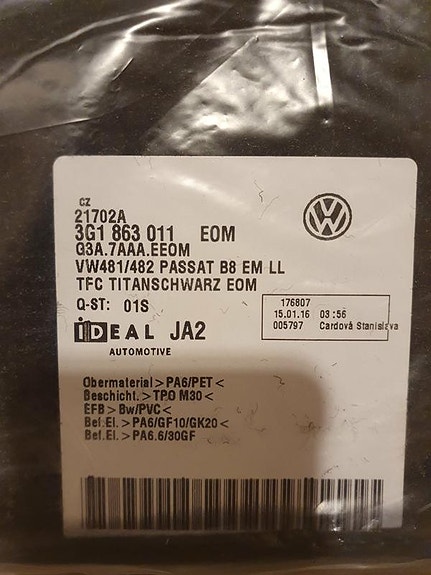 CZ
21702A
3G1 863 011 EOM
G3A.7AAA.EEOM
VW481/482 PASSAT B8 EM LL
TFC TITANSCHWARZ EOM
Q-ST: 01S
176807
15.01.16 03:56
005797 Cardová Stanislava
iDEAL JA2
AUTOMOTIVE
Obermaterial > PA6/PET <
Beschicht. > TPO M30 <
EFB > Bw/PVC <
Bef.El. > PA6/GF10/GK20 <
Bef.El. > PA6.6/30GF